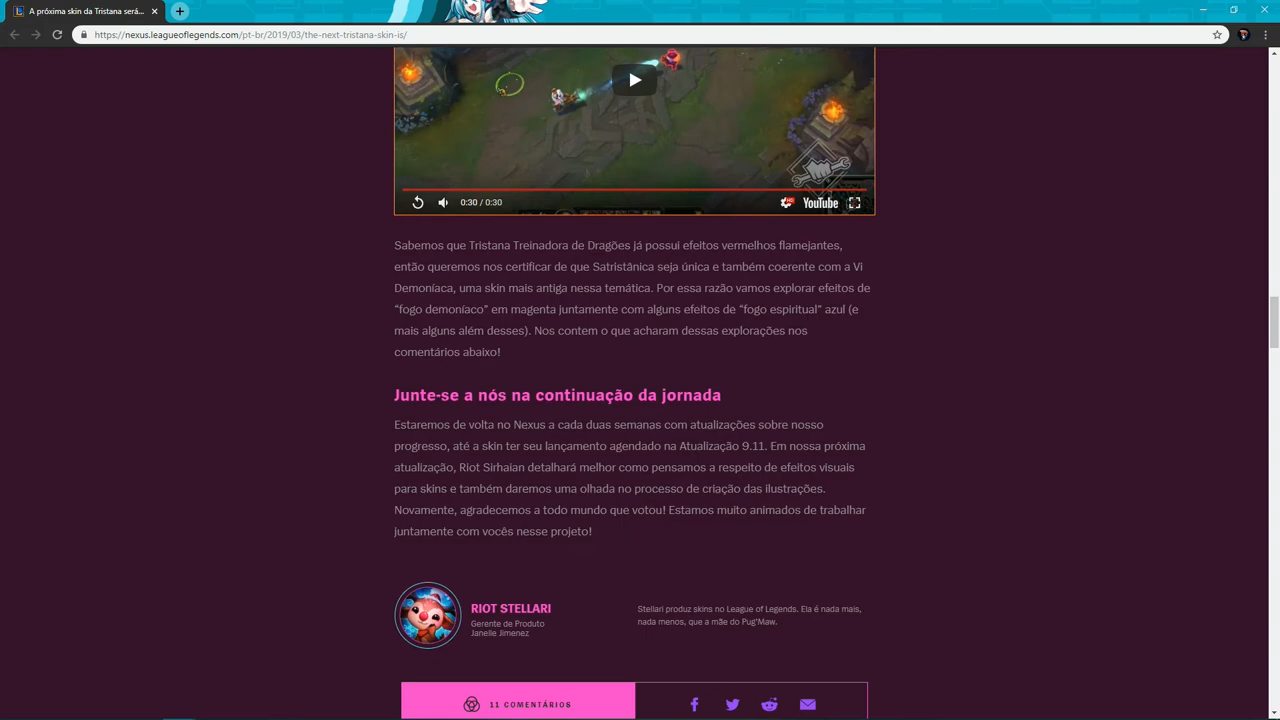 A próxima skin da Tristana será...
https://nexus.leagueoflegends.com/pt-br/2019/03/the-next-tristana-skin-is/
0:30 / 0:30
HD
YouTube
Sabemos que Tristana Treinadora de Dragões já possui efeitos vermelhos flamejantes,
então queremos nos certificar de que Satristânica seja única e também coerente com a Vi
Demoníaca, uma skin mais antiga nessa temática. Por essa razão vamos explorar efeitos de
“fogo demoníaco” em magenta juntamente com alguns efeitos de “fogo espiritual” azul (e
mais alguns além desses). Nos contem o que acharam dessas explorações nos
comentários abaixo!
Junte-se a nós na continuação da jornada
Estaremos de volta no Nexus a cada duas semanas com atualizações sobre nosso
progresso, até a skin ter seu lançamento agendado na Atualização 9.11. Em nossa próxima
atualização, Riot Sirhaian detalhará melhor como pensamos a respeito de efeitos visuais
para skins e também daremos uma olhada no processo de criação das ilustrações.
Novamente, agradecemos a todo mundo que votou! Estamos muito animados de trabalhar
juntamente com vocês nesse projeto!
RIOT STELLARI
Gerente de Produto
Janelle Jimenez
Stellari produz skins no League of Legends. Ela é nada mais,
nada menos, que a mãe do Pug'Maw.
11 COMENTÁRIOS